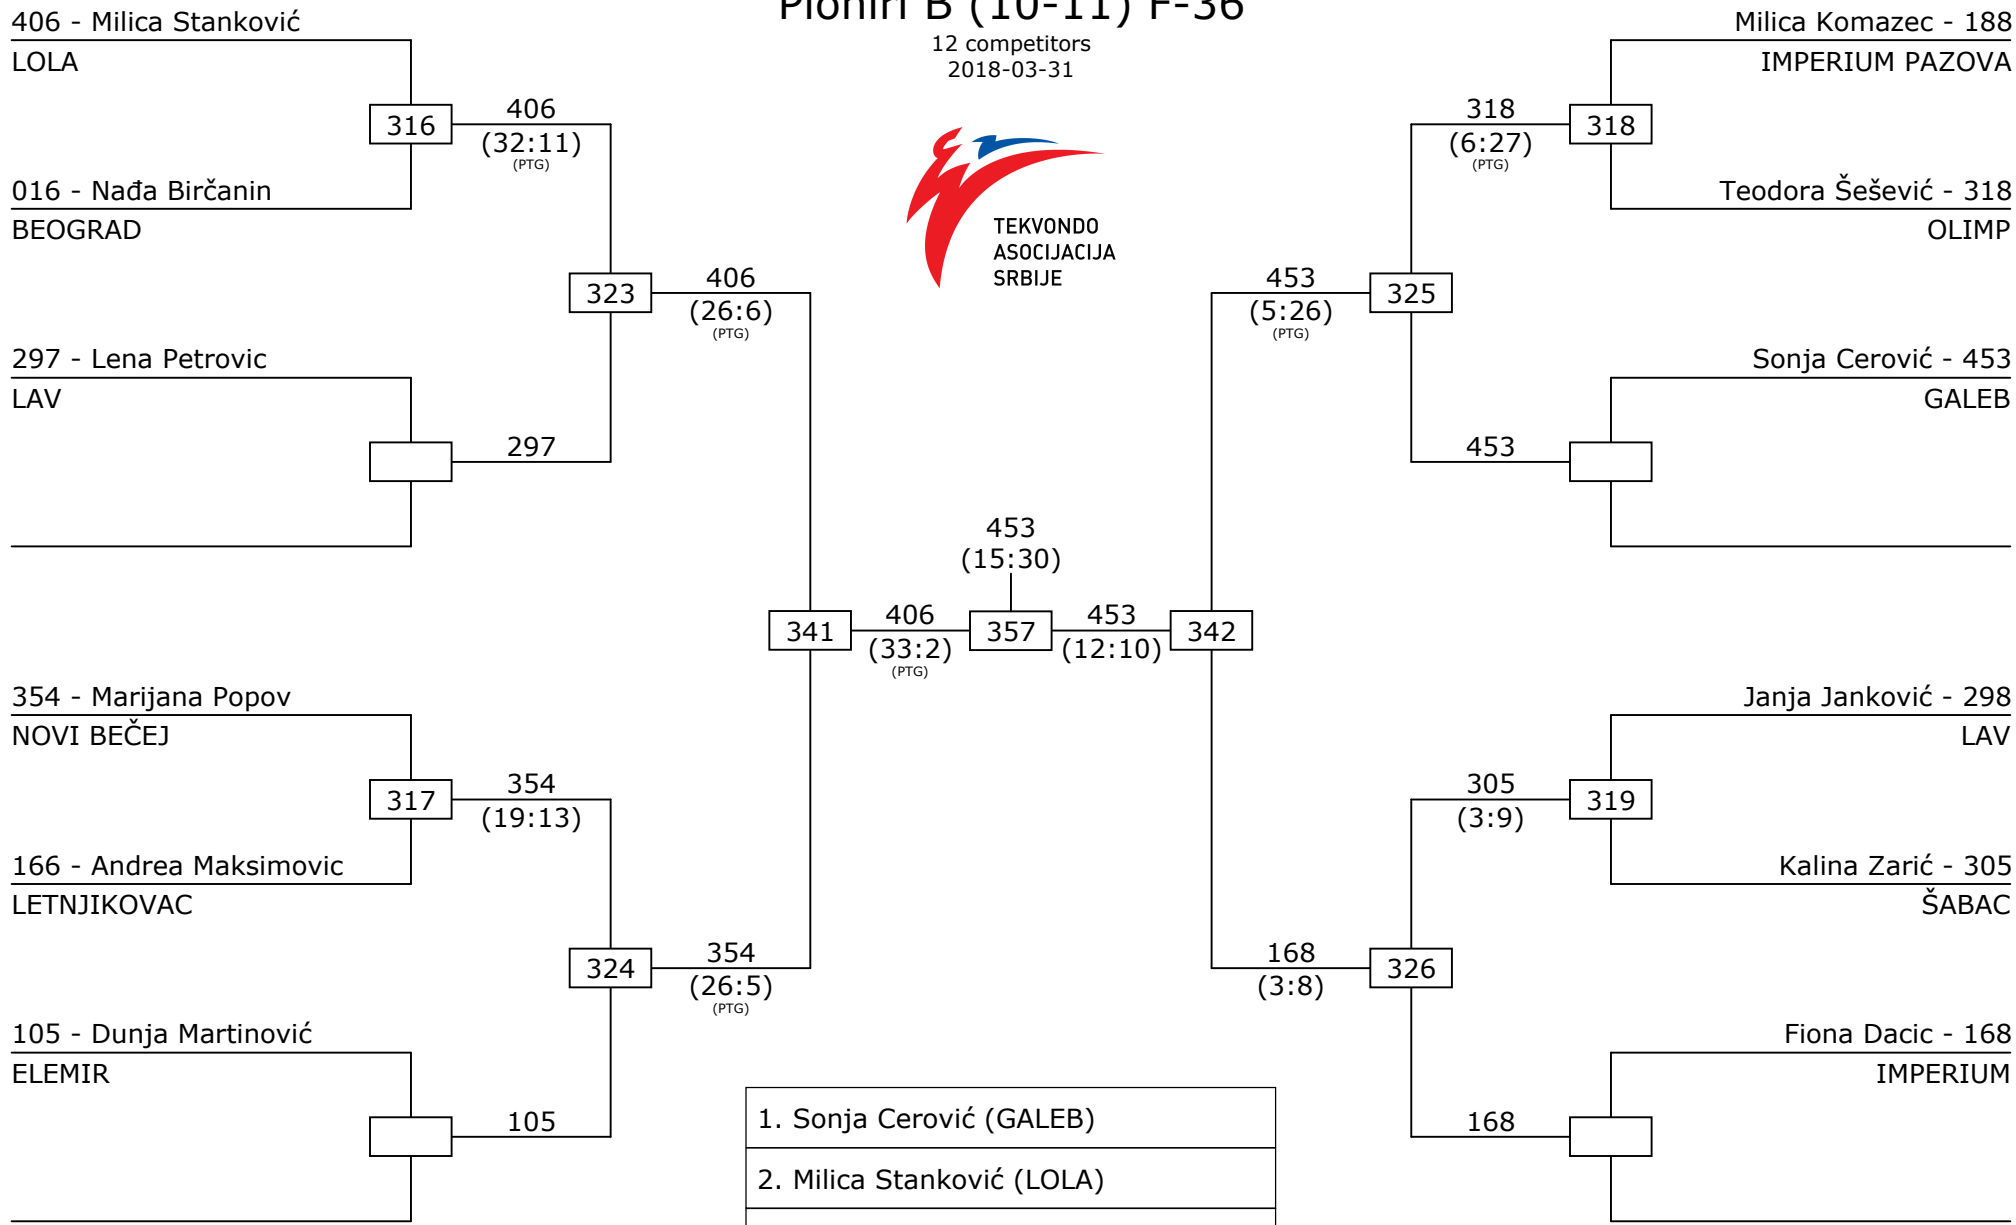 Pioniri B (10-11) F-36
12 competitors
2018-03-31
TEKVONDO
ASOCIJACIJA
SRBIJE
406 - Milica Stanković
LOLA
316
406
(32:11)
(PTG)
016 - Nađa Birčanin
BEOGRAD
323
406
(26:6)
(PTG)
297 - Lena Petrovic
LAV
297
354 - Marijana Popov
NOVI BEČEJ
317
354
(19:13)
166 - Andrea Maksimovic
LETNJIKOVAC
324
354
(26:5)
(PTG)
105 - Dunja Martinović
ELEMIR
105
341
406
(33:2)
(PTG)
453
(15:30)
357
453
(12:10)
342
Milica Komazec - 188
IMPERIUM PAZOVA
318
(6:27)
(PTG)
318
Teodora Šešević - 318
OLIMP
453
(5:26)
(PTG)
325
Sonja Cerović - 453
GALEB
453
Janja Janković - 298
LAV
305
(3:9)
319
Kalina Zarić - 305
ŠABAC
168
(3:8)
326
Fiona Dacic - 168
IMPERIUM
168
1. Sonja Cerović (GALEB)
2. Milica Stanković (LOLA)